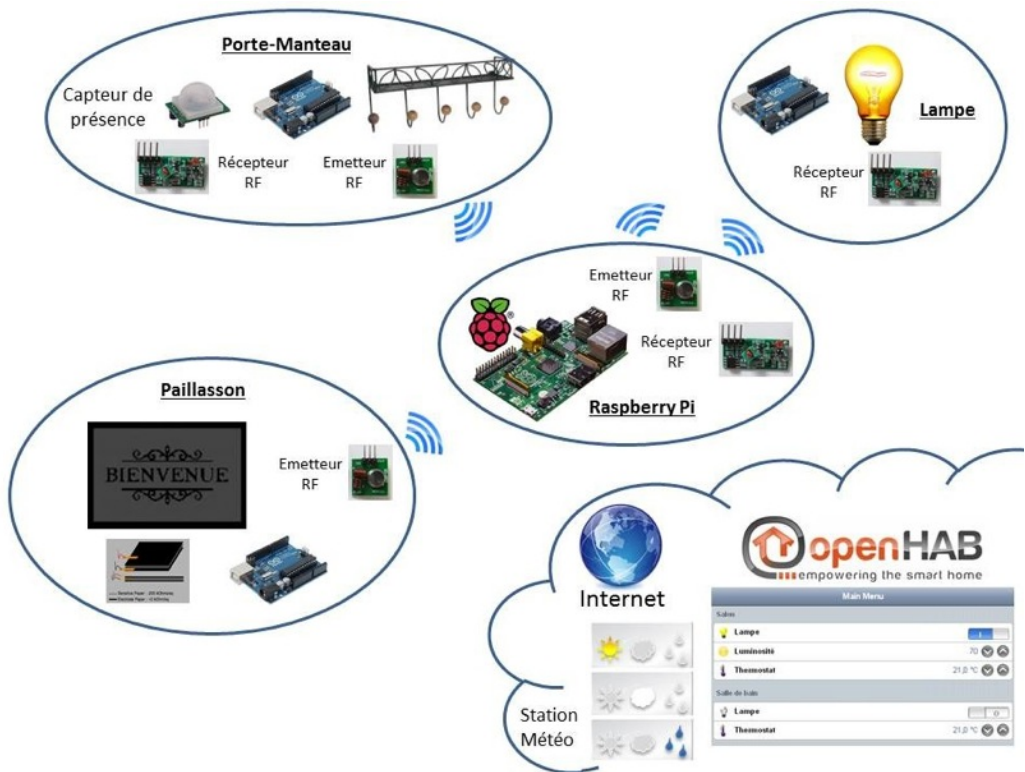 Porte-Manteau
Capteur de
présence
Récepteur
RF
Emetteur
RF
Lampe
Récepteur
RF
Emetteur
RF
Récepteur
RF
Raspberry Pi
Paillasson
BIENVENUE
Emetteur
RF
Internet
openHAB
empowering the smart home
Main Menu
Salon
Lampe
Luminosité 70
Thermostat 21,0 °C
Salle de bain
Lampe
Thermostat 21,0 °C
Station
Météo